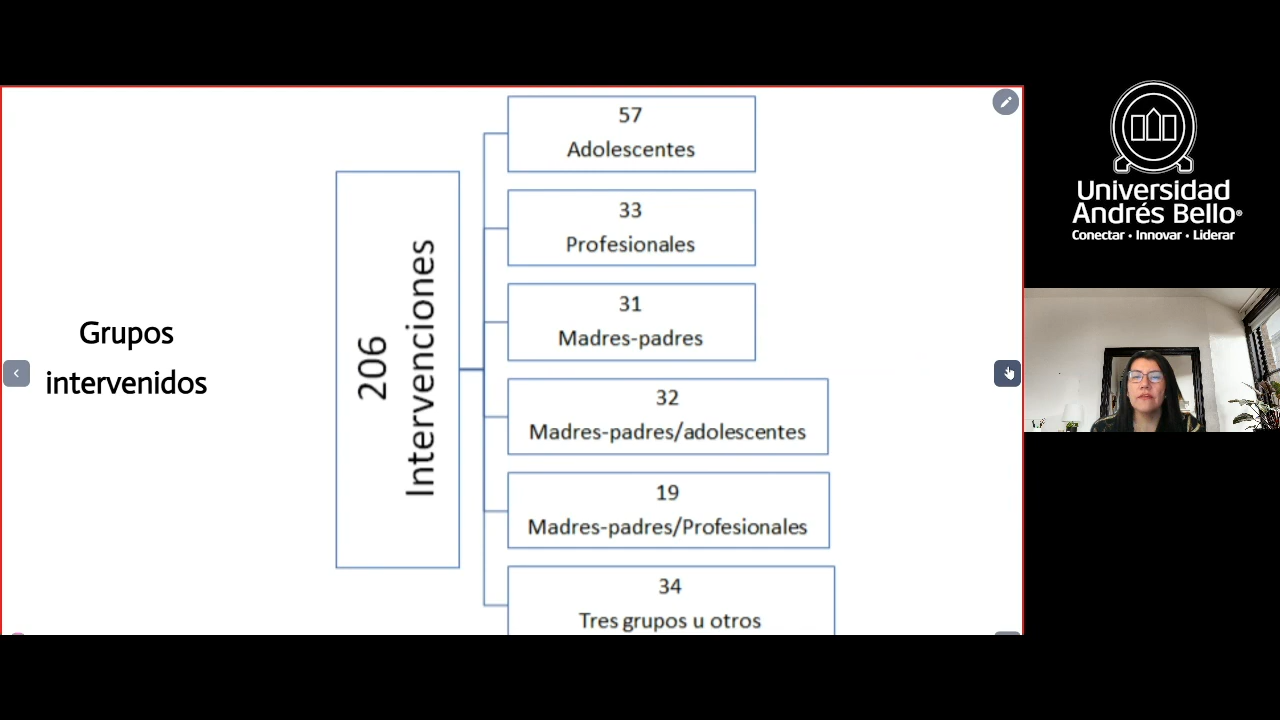 Grupos
intervenidos
206
Intervenciones
57
Adolescentes
33
Profesionales
31
Madres-padres
32
Madres-padres/adolescentes
19
Madres-padres/Profesionales
34
Tres grupos u otros
Universidad
Andrés Bello®
Conectar • Innovar • Liderar